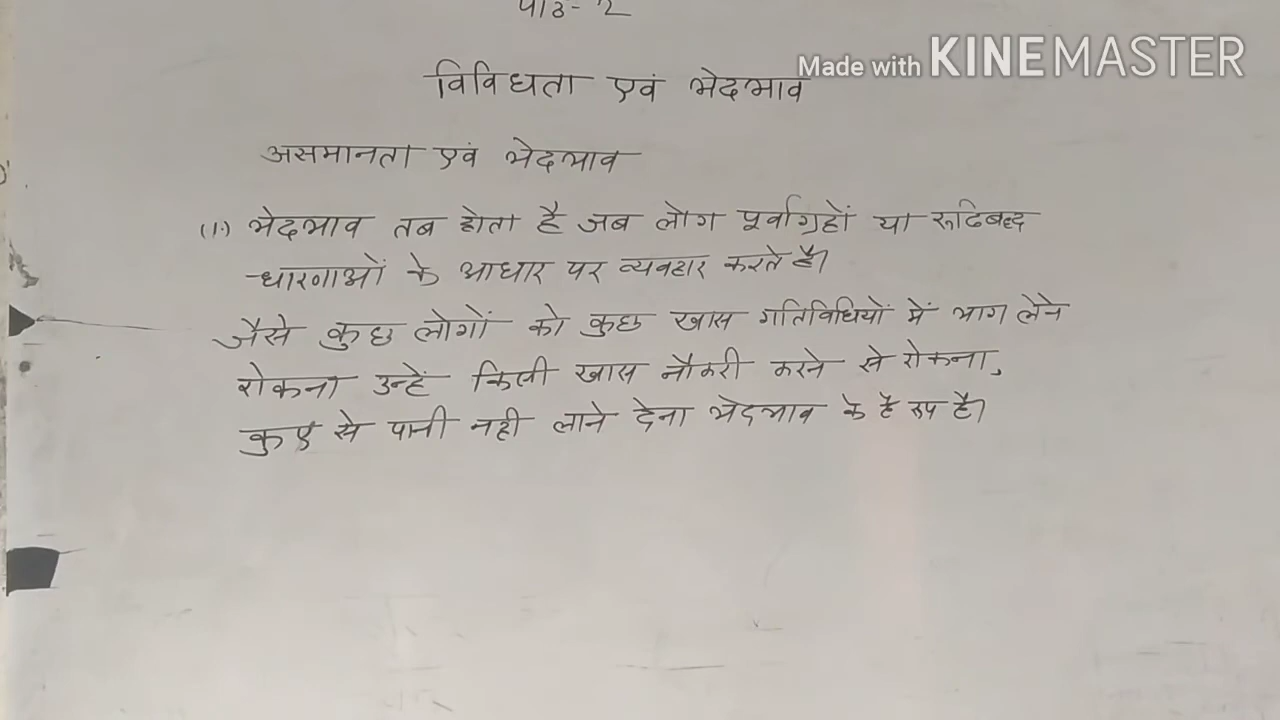 पाठ- 2
Made with KINEMASTER
विविधता एवं भेदभाव
असमानता एवं भेदभाव
(1.) भेदभाव तब होता है जब लोग पूर्वाग्रहों या रूढिबद्द
धारणाओं के आधार पर व्यवहार करते है।
जैसे कुछ लोगों को कुछ खास गतिविधियों में भाग लेने
रोकना उन्हें किसी खास नौकरी करने से रोकना,
कुए से पानी नही लाने देना भेदभाव के है रूप है।